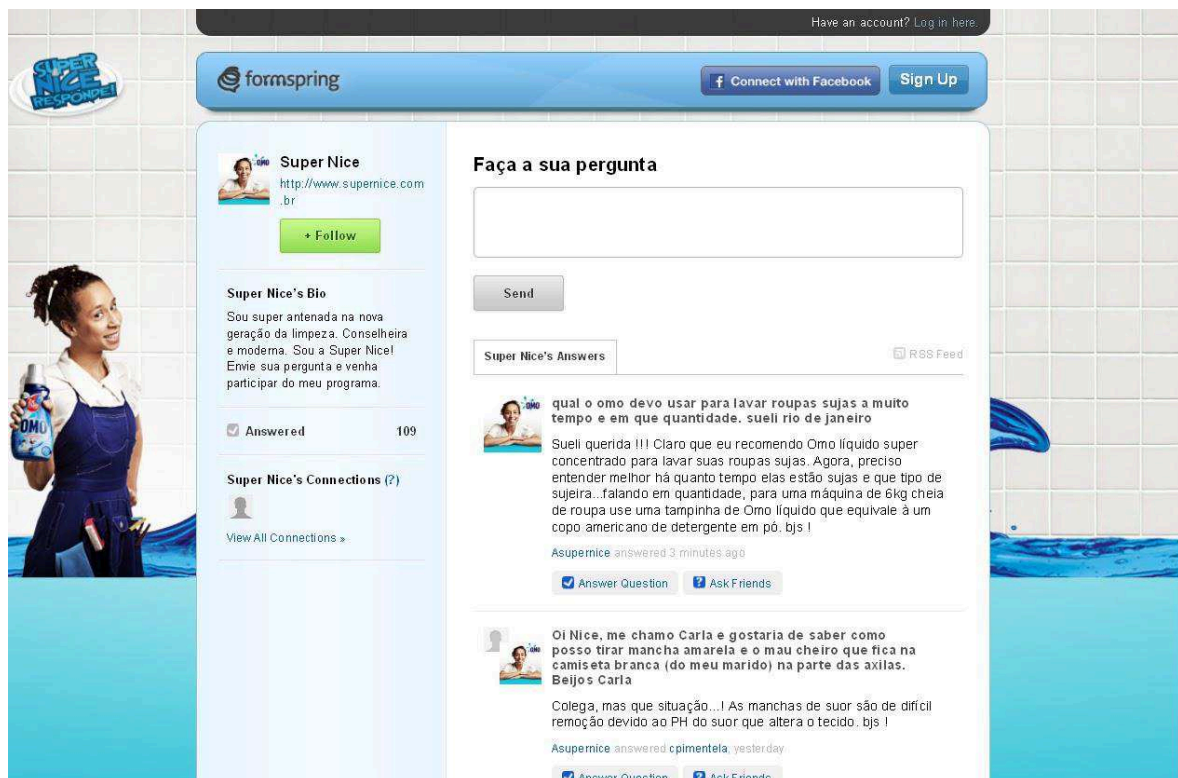 Have an account? Log in here.
SUPER
NICE
RESPONDE!
formspring
f Connect with Facebook
Sign Up
OMO
Super Nice
http://www.supernice.com
.br
+ Follow
Super Nice's Bio
Sou super antenada na nova
geração da limpeza. Conselheira
e moderna. Sou a Super Nice!
Envie sua pergunta e venha
participar do meu programa.
Answered 109
Super Nice's Connections (?)
View All Connections »
OMO
Faça a sua pergunta
Send
Super Nice's Answers
RSS Feed
OMO
qual o omo devo usar para lavar roupas sujas a muito
tempo e em que quantidade. sueli rio de janeiro
Sueli querida !!! Claro que eu recomendo Omo líquido super
concentrado para lavar suas roupas sujas. Agora, preciso
entender melhor há quanto tempo elas estão sujas e que tipo de
sujeira...falando em quantidade, para uma máquina de 6kg cheia
de roupa use uma tampinha de Omo líquido que equivale à um
copo americano de detergente em pó. bjs !
Asupernice answered 3 minutes ago
Answer Question
? Ask Friends
Oi Nice, me chamo Carla e gostaria de saber como
posso tirar mancha amarela e o mau cheiro que fica na
camiseta branca (do meu marido) na parte das axilas.
Beijos Carla
Colega, mas que situação...! As manchas de suor são de difícil
remoção devido ao PH do suor que altera o tecido. bjs !
Asupernice answered cpimentela, yesterday
Answer Question
? Ask Friends